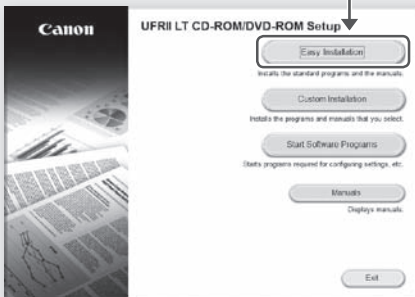 Canon
UFRII LT CD-ROM/DVD-ROM Setup
Easy Installation
Installs the standard programs and the manuals.
Custom Installation
Installs the programs and manuals that you select.
Start Software Programs
Starts programs required for configuring settings, etc.
Manuals
Displays manuals.
Exit